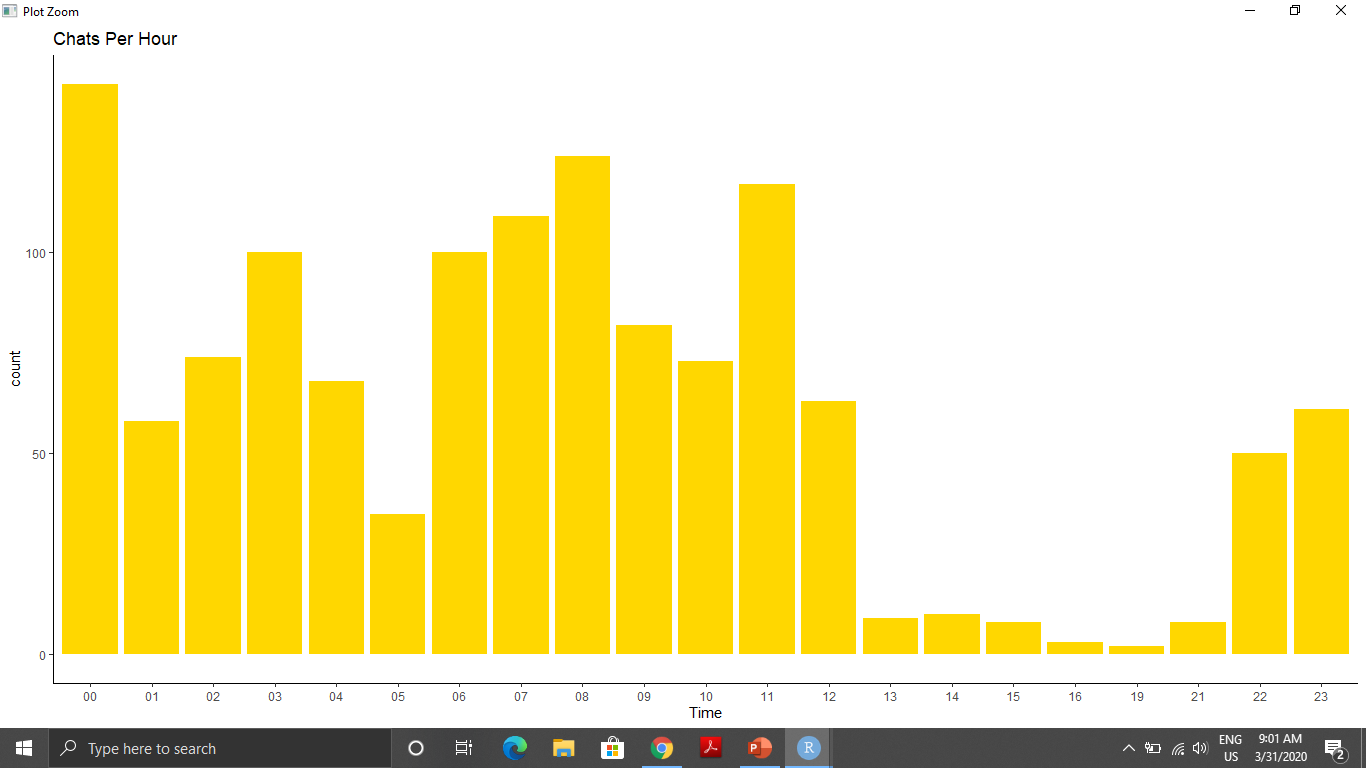 Plot Zoom
Chats Per Hour
100
50
0
count
00 01 02 03 04 05 06 07 08 09 10 11 12 13 14 15 16 19 21 22 23
Time
Type here to search
ENG
US
9:01 AM
3/31/2020
2
R